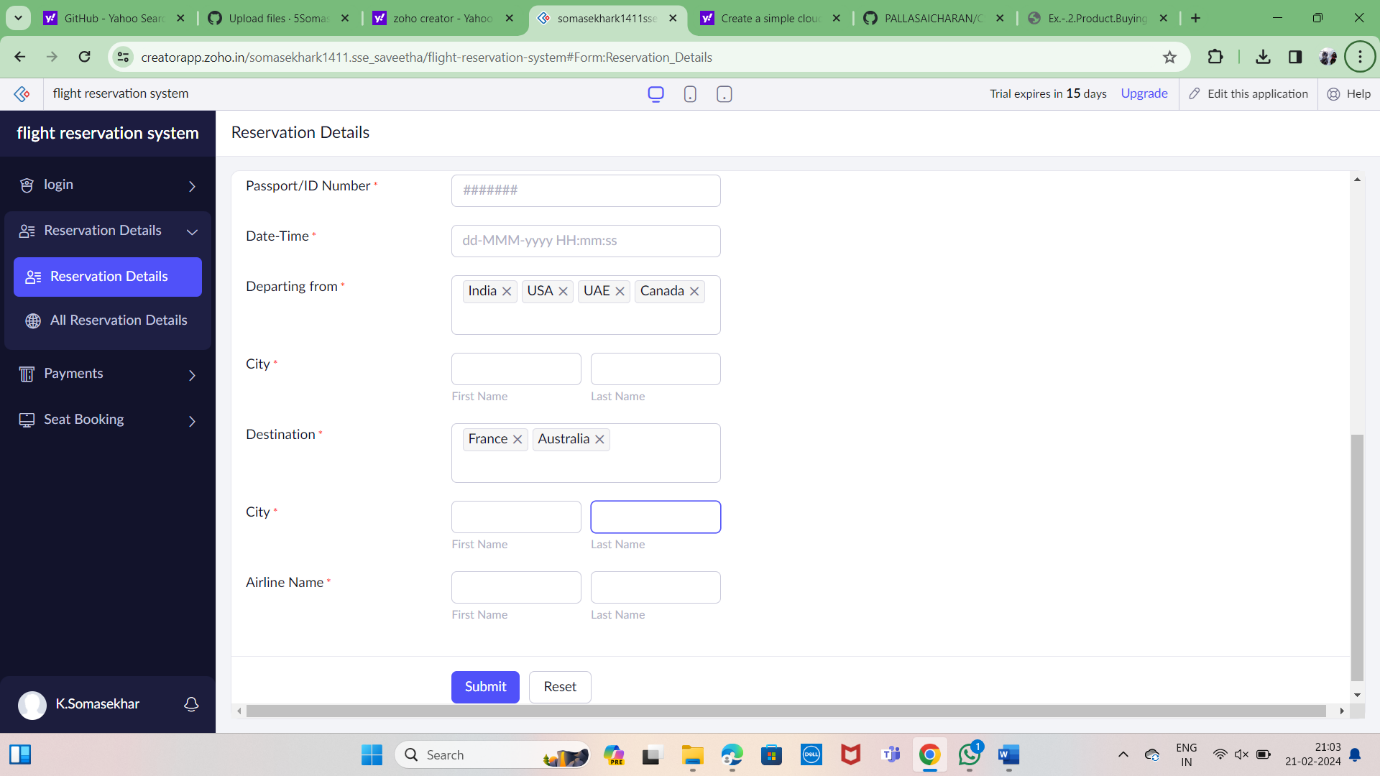 GitHub - Yahoo Sear
Upload files · 5Somas
zoho creator - Yahoo
somasekhark1411sse
Create a simple clou
PALLASAICHARAN/C
Ex.-.2.Product.Buying
creatorapp.zoho.in/somasekhark1411.sse_saveetha/flight-reservation-system#Form:Reservation_Details
flight reservation system
Trial expires in 15 days
Upgrade
Edit this application
Help
flight reservation system
Reservation Details
login
Reservation Details
Reservation Details
All Reservation Details
Payments
Seat Booking
K.Somasekhar
Passport/ID Number *
#######
Date-Time *
dd-MMM-yyyy HH:mm:ss
Departing from *
India USA UAE Canada
City *
First Name Last Name
Destination *
France Australia
City *
First Name Last Name
Airline Name *
First Name Last Name
Submit Reset
Search
PRE
DELL
1
W
ENG
IN
21:03
21-02-2024